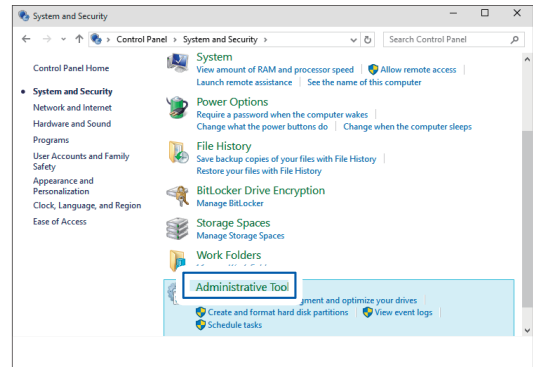 System and Security
Control Panel > System and Security >
Search Control Panel
Control Panel Home
System and Security
Network and Internet
Hardware and Sound
Programs
User Accounts and Family
Safety
Appearance and
Personalization
Clock, Language, and Region
Ease of Access
System
View amount of RAM and processor speed | Allow remote access |
Launch remote assistance | See the name of this computer
Power Options
Require a password when the computer wakes |
Change what the power buttons do | Change when the computer sleeps
File History
Save backup copies of your files with File History |
Restore your files with File History
BitLocker Drive Encryption
Manage BitLocker
Storage Spaces
Manage Storage Spaces
Work Folders
Administrative Tool
and optimize your drives |
Create and format hard disk partitions | View event logs |
Schedule tasks